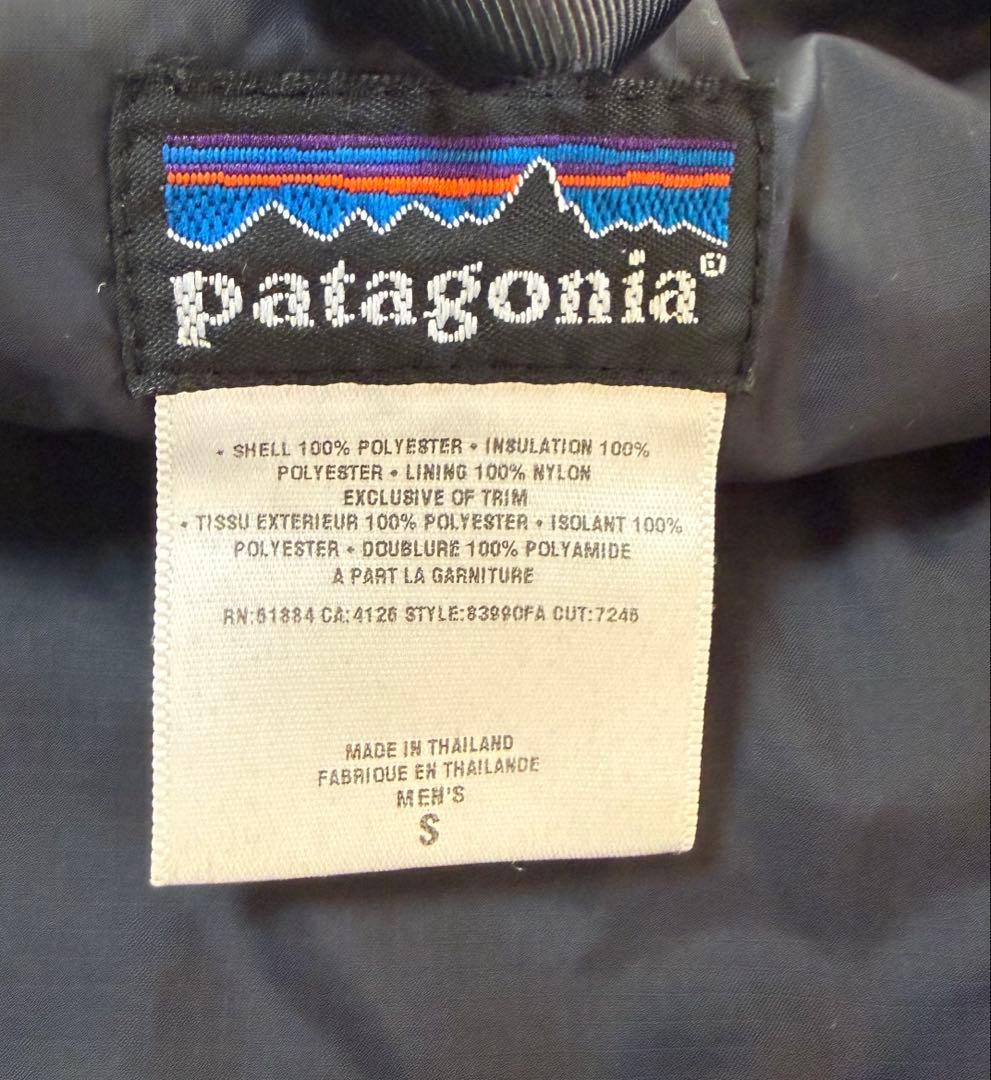 patagonia®
• SHELL 100% POLYESTER • INSULATION 100%
POLYESTER • LINING 100% NYLON
EXCLUSIVE OF TRIM
• TISSU EXTERIEUR 100% POLYESTER • ISOLANT 100%
POLYESTER • DOUBLURE 100% POLYAMIDE
A PART LA GARNITURE
RN:51884 CA:4126 STYLE:83990FA CUT:7246
MADE IN THAILAND
FABRIQUE EN THAILANDE
MEN'S
S